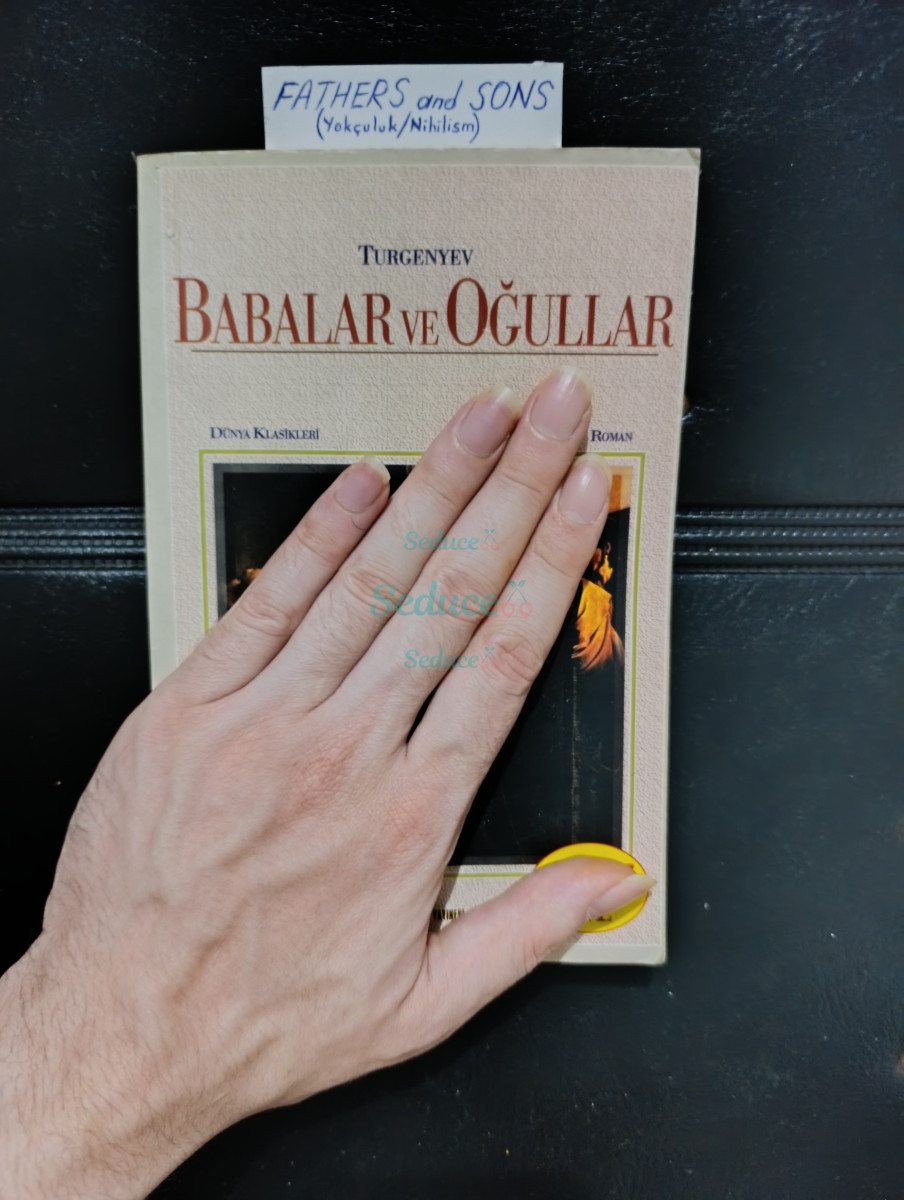 FATHERS and SONS
(Yokçuluk/Nihilism)
TURGENYEV
BABALAR VE OĞULLAR
DÜNYA KLASİKLERİ
ROMAN
Seduce
Seduce
Seduce